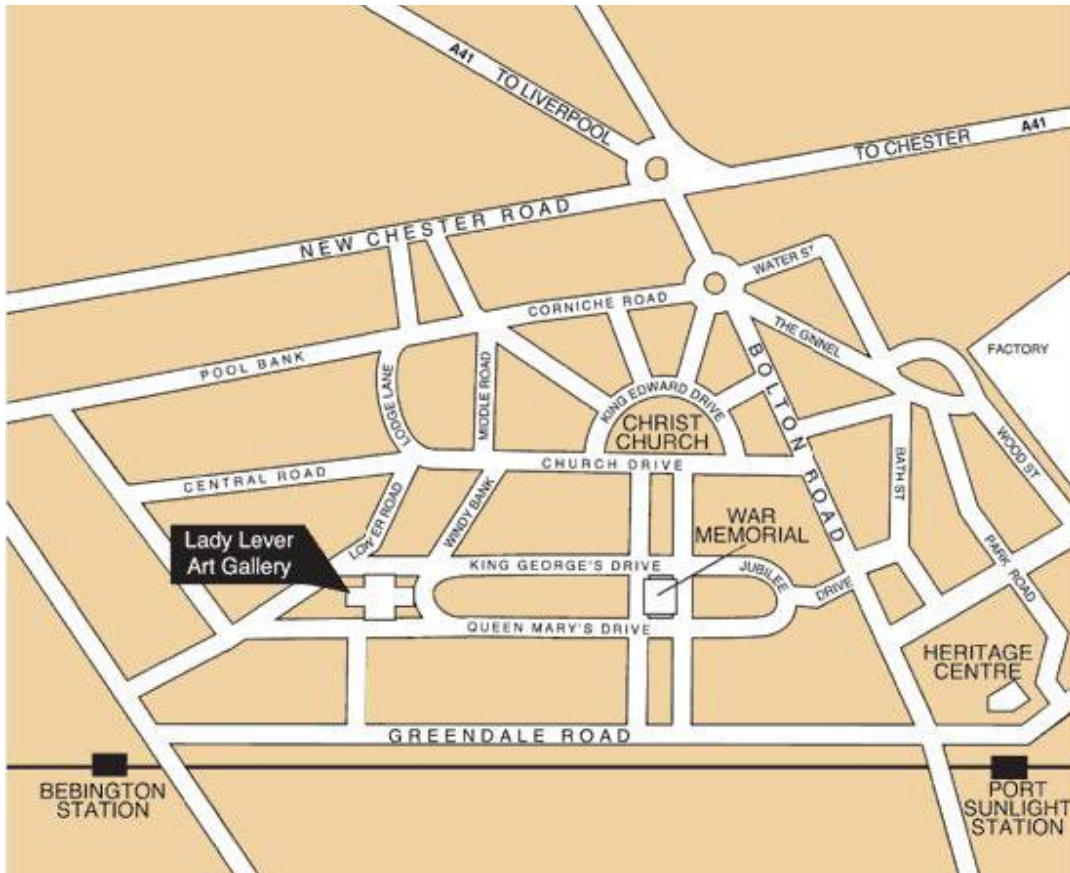 A41
TO LIVERPOOL
TO CHESTER
A41
NEW CHESTER ROAD
WATER ST
CORNICHE ROAD
THE GINNEL
FACTORY
POOL BANK
BOLTON ROAD
LODGE LANE
MIDDLE ROAD
KING EDWARD DRIVE
CHRIST
CHURCH
WOOD ST
CENTRAL ROAD
CHURCH DRIVE
BATH ST
LOWER ROAD
WINDY BANK
WAR
MEMORIAL
Lady Lever
Art Gallery
KING GEORGE'S DRIVE
JUBILEE
DRIVE
PARK ROAD
QUEEN MARY'S DRIVE
HERITAGE
CENTRE
GREENDALE ROAD
BEBINGTON
STATION
PORT
SUNLIGHT
STATION